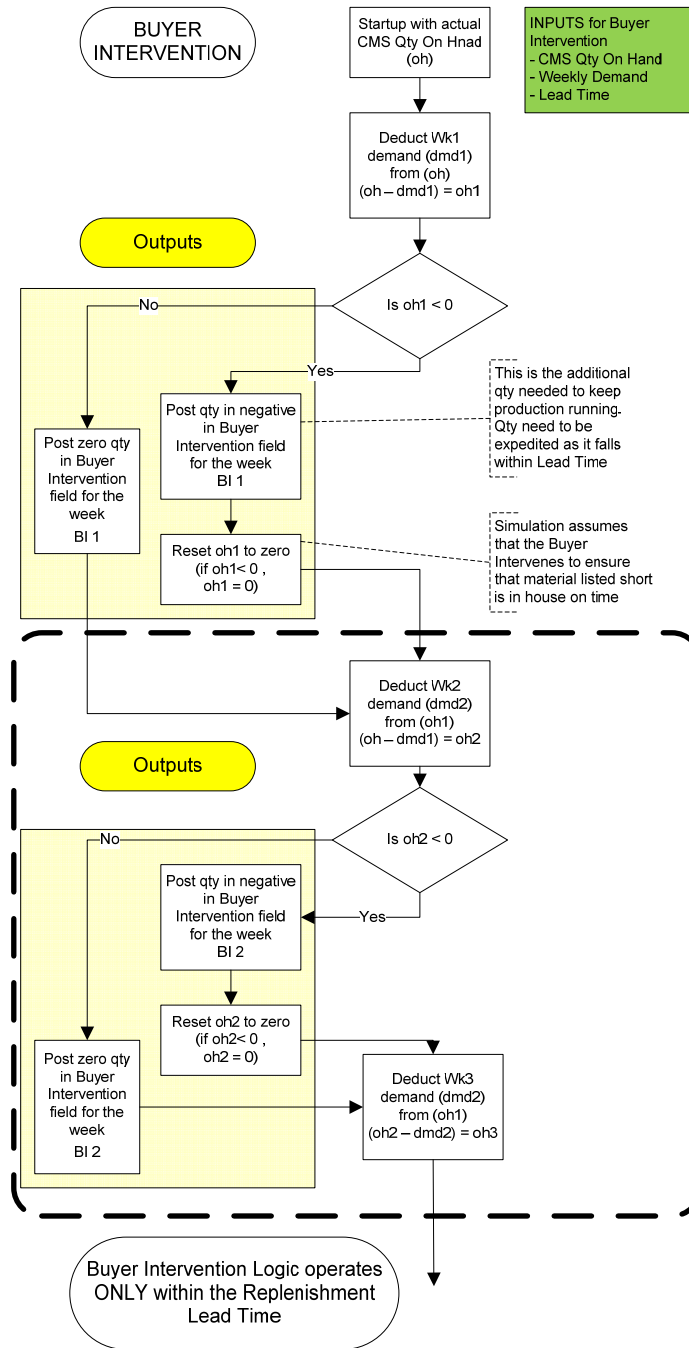 BUYER
INTERVENTION
Startup with actual
CMS Qty On Hnad
(oh)
INPUTS for Buyer
Intervention
- CMS Qty On Hand
- Weekly Demand
- Lead Time
Deduct Wk1
demand (dmd1)
from (oh)
(oh – dmd1) = oh1
Outputs
Is oh1 < 0
No
Yes
This is the additional
qty needed to keep
production running.
Qty need to be
expedited as it falls
within Lead Time
Post qty in negative
in Buyer
Intervention field
for the week
BI 1
Post zero qty
in Buyer
Intervention
field for the
week
BI 1
Reset oh1 to zero
(if oh1< 0 ,
oh1 = 0)
Simulation assumes
that the Buyer
Intervenes to ensure
that material listed short
is in house on time
Deduct Wk2
demand (dmd2)
from (oh1)
(oh – dmd1) = oh2
Outputs
Is oh2 < 0
No
Yes
Post qty in negative
in Buyer
Intervention field
for the week
BI 2
Reset oh2 to zero
(if oh2< 0 ,
oh2 = 0)
Post zero qty
in Buyer
Intervention
field for the
week
BI 2
Deduct Wk3
demand (dmd2)
from (oh1)
(oh2 – dmd2) = oh3
Buyer Intervention Logic operates
ONLY within the Replenishment
Lead Time